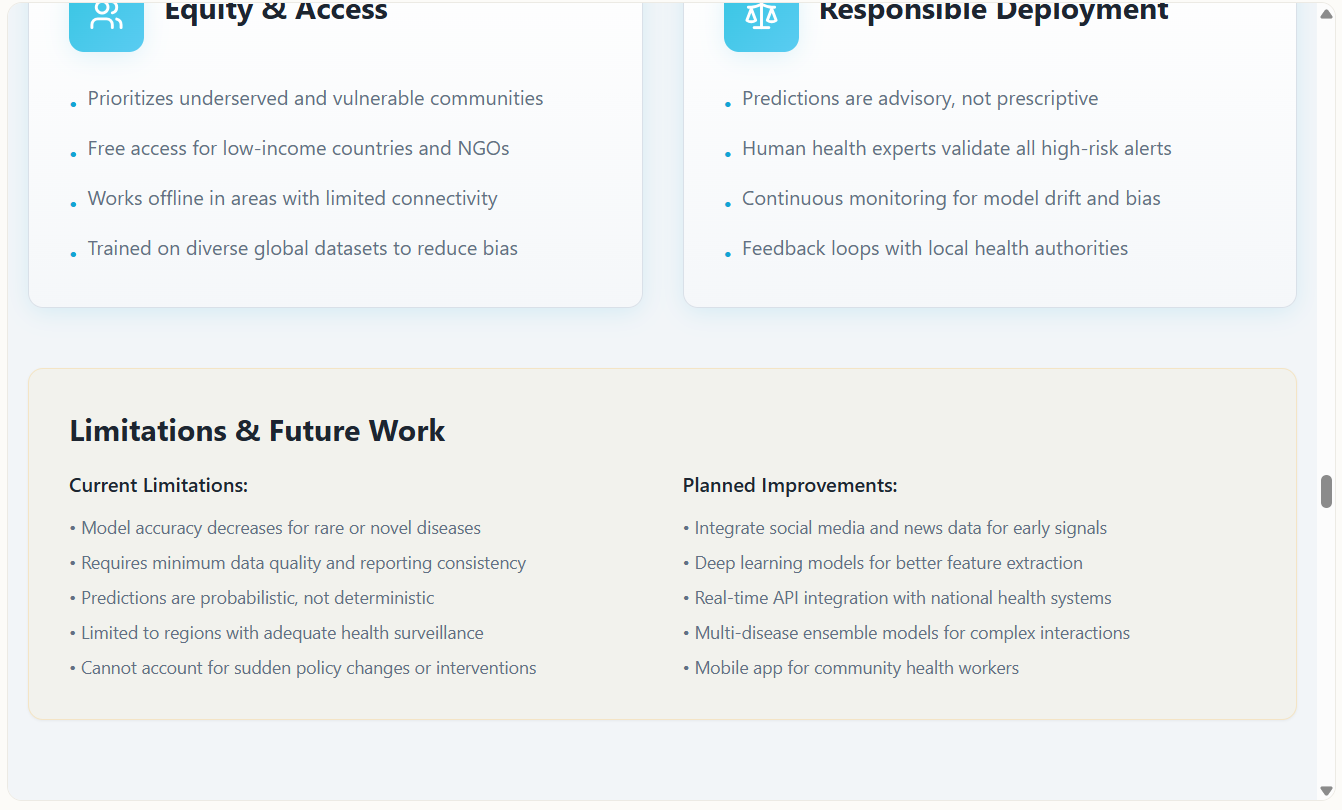 Equity & Access
• Prioritizes underserved and vulnerable communities
• Free access for low-income countries and NGOs
• Works offline in areas with limited connectivity
• Trained on diverse global datasets to reduce bias
Responsible Deployment
• Predictions are advisory, not prescriptive
• Human health experts validate all high-risk alerts
• Continuous monitoring for model drift and bias
• Feedback loops with local health authorities
Limitations & Future Work
Current Limitations:
• Model accuracy decreases for rare or novel diseases
• Requires minimum data quality and reporting consistency
• Predictions are probabilistic, not deterministic
• Limited to regions with adequate health surveillance
• Cannot account for sudden policy changes or interventions
Planned Improvements:
• Integrate social media and news data for early signals
• Deep learning models for better feature extraction
• Real-time API integration with national health systems
• Multi-disease ensemble models for complex interactions
• Mobile app for community health workers